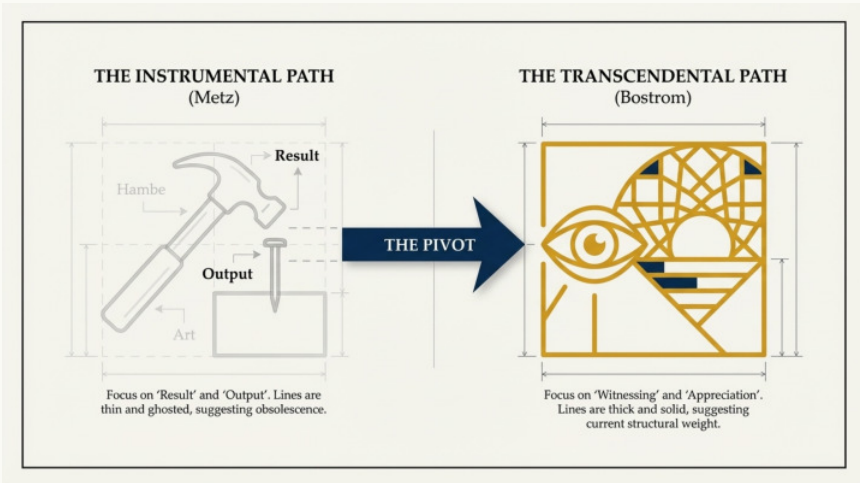 THE INSTRUMENTAL PATH
(Metz)
Result
Hambe
Output
Art
Focus on 'Result' and 'Output'. Lines are
thin and ghosted, suggesting obsolescence.
THE PIVOT
THE TRANSCENDENTAL PATH
(Bostrom)
Focus on 'Witnessing' and 'Appreciation'.
Lines are thick and solid, suggesting
current structural weight.